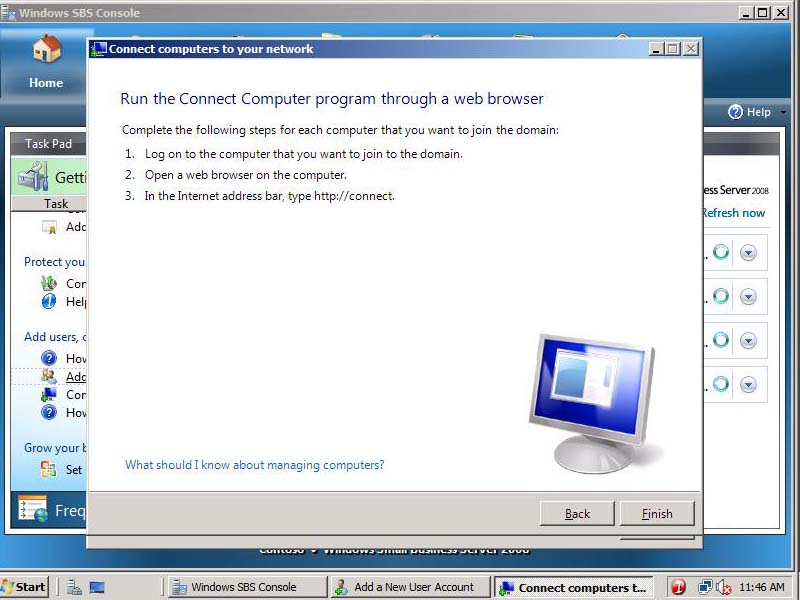 Windows SBS Console
Connect computers to your network
Home
Help
Run the Connect Computer program through a web browser
Complete the following steps for each computer that you want to join the domain:
1. Log on to the computer that you want to join to the domain.
2. Open a web browser on the computer.
3. In the Internet address bar, type http://connect.
Task Pad
Getti
Task
Add
Protect you
Con
Help
Add users, c
How
Add
Con
How
Grow your b
Set
Freq
ess Server 2008
Refresh now
What should I know about managing computers?
Back
Finish
Contoso
Windows Small Business Server 2008
Start
Windows SBS Console
Add a New User Account
Connect computers t...
11:46 AM